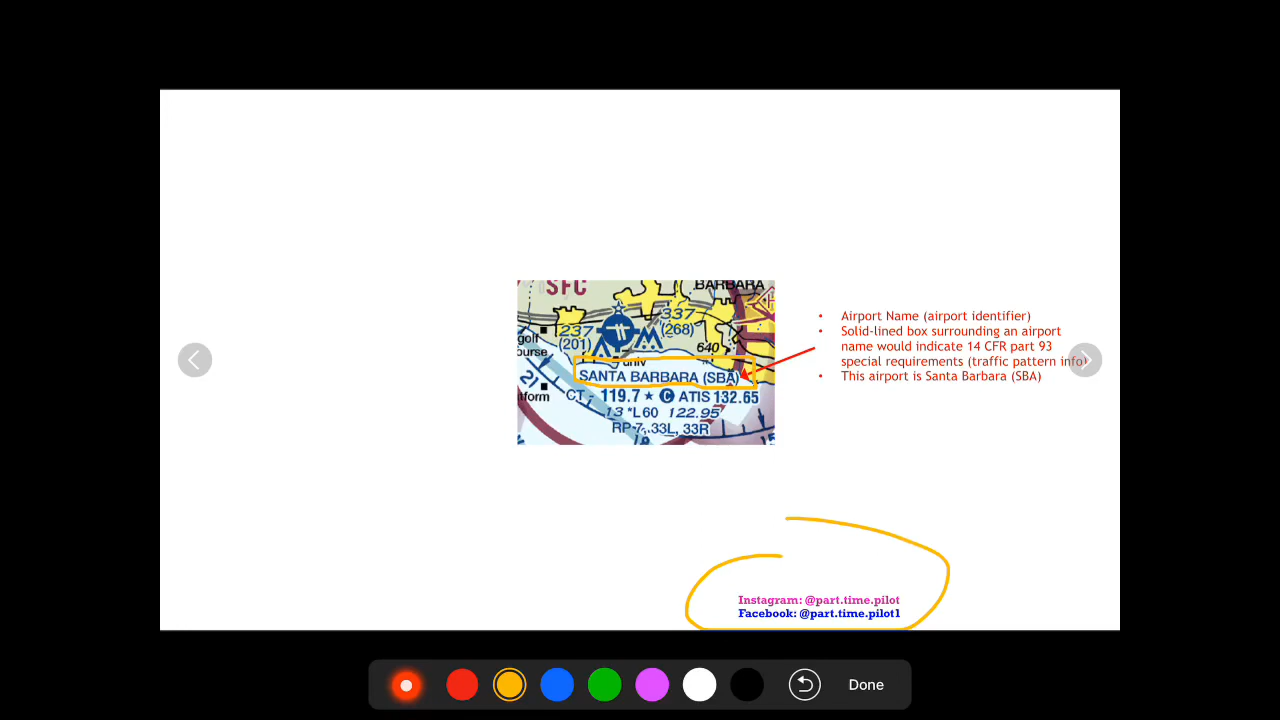 SFC
BARBARA
337
(268)
237
(201)
golf
ourse
640
univ
SANTA BARBARA (SBA)
21
tform
CT - 119.7 ★ C ATIS 132.65
13 *L60 122.95
RP 7, 33L, 33R
• Airport Name (airport identifier)
• Solid-lined box surrounding an airport
name would indicate 14 CFR part 93
special requirements (traffic pattern info)
• This airport is Santa Barbara (SBA)
Instagram: @part.time.pilot
Facebook: @part.time.pilot1
Done